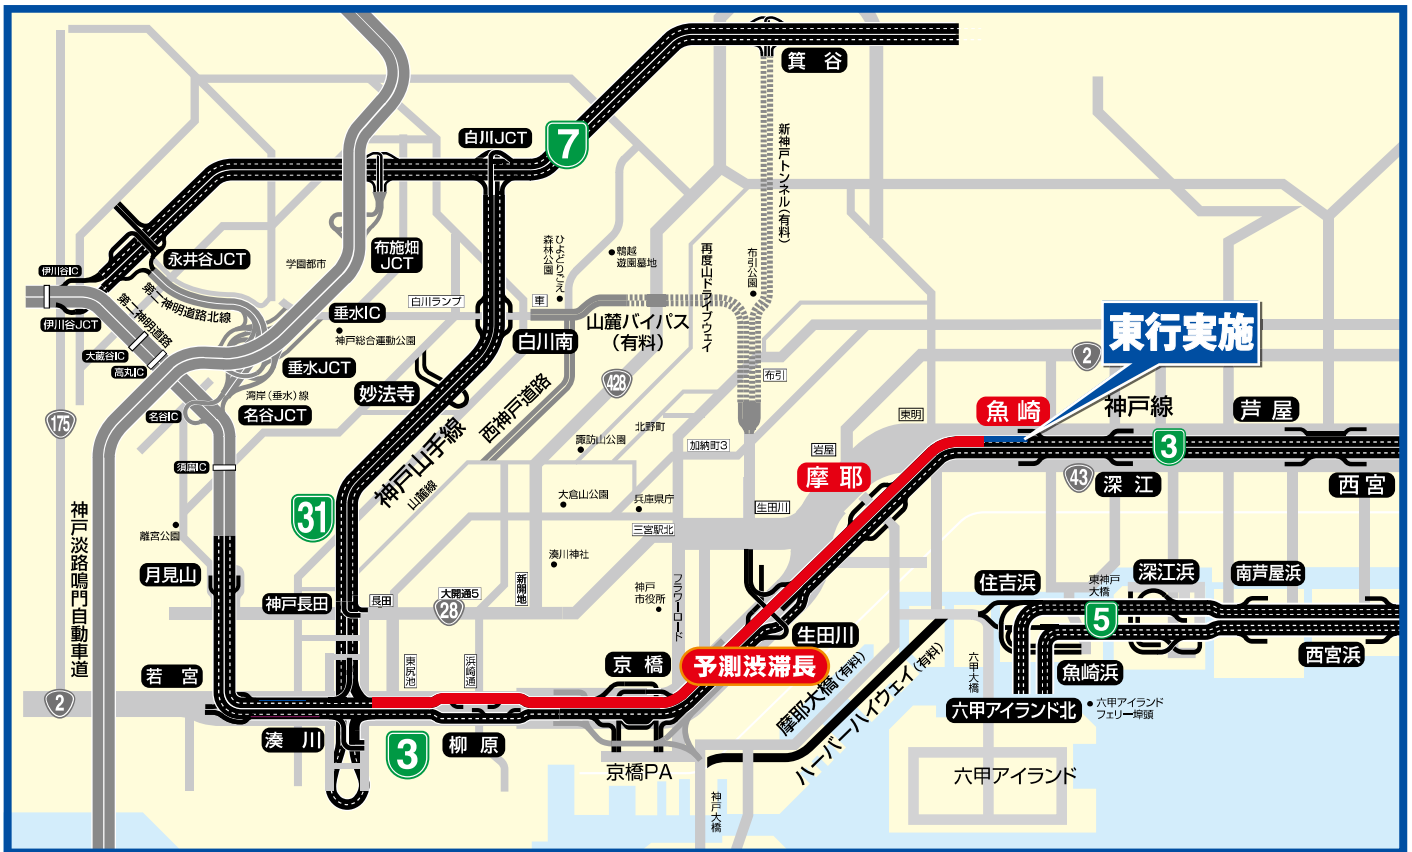 箕 谷
白川JCT
7
新神戸トンネル(有料)
永井谷JCT
布施畑
JCT
学園都市
伊川谷IC
伊川谷JCT
第二神明道路北線
第二神明道路
大蔵谷IC
高丸IC
垂水IC
神戸総合運動公園
垂水JCT
湾岸(垂水)線
名谷JCT
名谷IC
須磨IC
175
白川ランプ
ひよどりごえ
森林公園
車
鵯越
遊園墓地
白川南
山麓バイパス
(有料)
再度山ドライブウェイ
布引公園
布引
428
妙法寺
神戸山手線
西神戸道路
山麓線
31
諏訪山公園
北野町
加納町3
大倉山公園
兵庫県庁
三宮駅北
生田川
湊川神社
神戸
市役所
フラワーロード
東行実施
2
魚 崎
神戸線
芦 屋
東明
岩屋
摩 耶
3
43
深 江
西 宮
神戸淡路鳴門自動車道
離宮公園
月見山
神戸長田
長田
大開通5
28
新開地
若 宮
2
湊 川
東尻池
浜崎通
3
柳 原
京 橋
予測渋滞長
生田川
京橋PA
神戸大橋
摩耶大橋(有料)
ハーバーハイウェイ(有料)
住吉浜
東神戸
大橋
深江浜
南芦屋浜
5
西宮浜
魚崎浜
六甲大橋
六甲アイランド北
六甲アイランド
フェリー埠頭
六甲アイランド